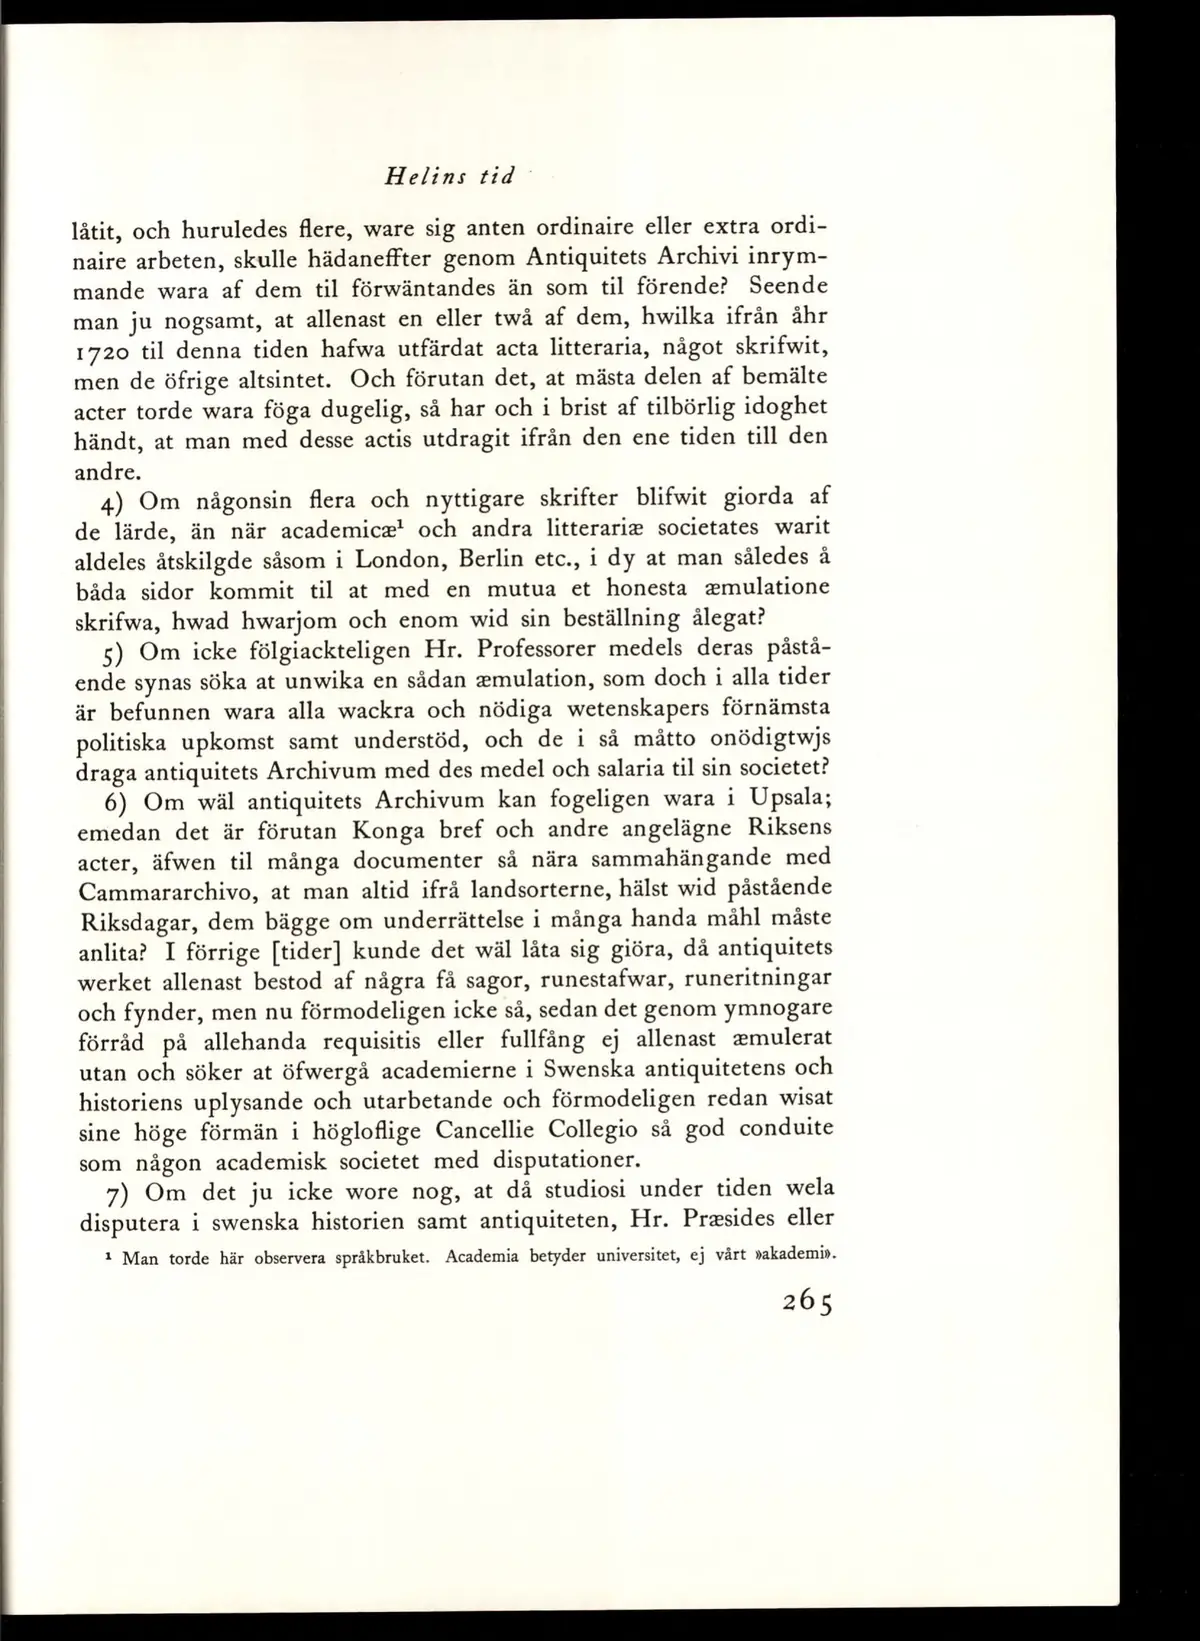 Helins tid
låtit, och huruledes flere, ware sig anten ordinaire eller extra ordi-
naire arbeten, skulle hädaneffter genom Antiquitets Archivi inrym-
mande wara af dem til förwäntandes än som til förende? Seende
man ju nogsamt, at allenast en eller twå af dem, hwilka ifrån åhr
1720 til denna tiden hafwa utfärdat acta litteraria, något skrifwit,
men de öfrige altsintet. Och förutan det, at mästa delen af bemälte
acter torde wara föga dugelig, så har och i brist af tilbörlig idoghet
händt, at man med desse actis utdragit ifrån den ene tiden till den
andre.
4) Om någonsin flera och nyttigare skrifter blifwit giorda af
de lärde, än när academicæ¹ och andra litterariæ societates warit
aldeles åtskilgde såsom i London, Berlin etc., i dy at man således å
båda sidor kommit til at med en mutua et honesta æmulatione
skrifwa, hwad hwarjom och enom wid sin beställning ålegat?
5) Om icke fölgiackteligen Hr. Professorer medels deras påstå-
ende synas söka at unwika en sådan æmulation, som doch i alla tider
är befunnen wara alla wackra och nödiga wetenskapers förnämsta
politiska upkomst samt understöd, och de i så måtto onödigtwjs
draga antiquitets Archivum med des medel och salaria til sin societet?
6) Om wäl antiquitets Archivum kan fogeligen wara i Upsala;
emedan det är förutan Konga bref och andre angelägne Riksens
acter, äfwen til många documenter så nära sammahängande med
Cammararchivo, at man altid ifrå landsorterne, hälst wid påstående
Riksdagar, dem bägge om underrättelse i många handa måhl måste
anlita? I förrige [tider] kunde det wäl låta sig giöra, då antiquitets
werket allenast bestod af några få sagor, runestafwar, runeritningar
och fynder, men nu förmodeligen icke så, sedan det genom ymnogare
förråd på allehanda requisitis eller fullfång ej allenast æmulerat
utan och söker at öfwergå academierne i Swenska antiquitetens och
historiens uplysande och utarbetande och förmodeligen redan wisat
sine höge förmän i högloflige Cancellie Collegio så god conduite
som någon academisk societet med disputationer.
7) Om det ju icke wore nog, at då studiosi under tiden wela
disputera i swenska historien samt antiquiteten, Hr. Præsides eller
¹ Man torde här observera språkbruket. Academia betyder universitet, ej vårt »akademi».
265